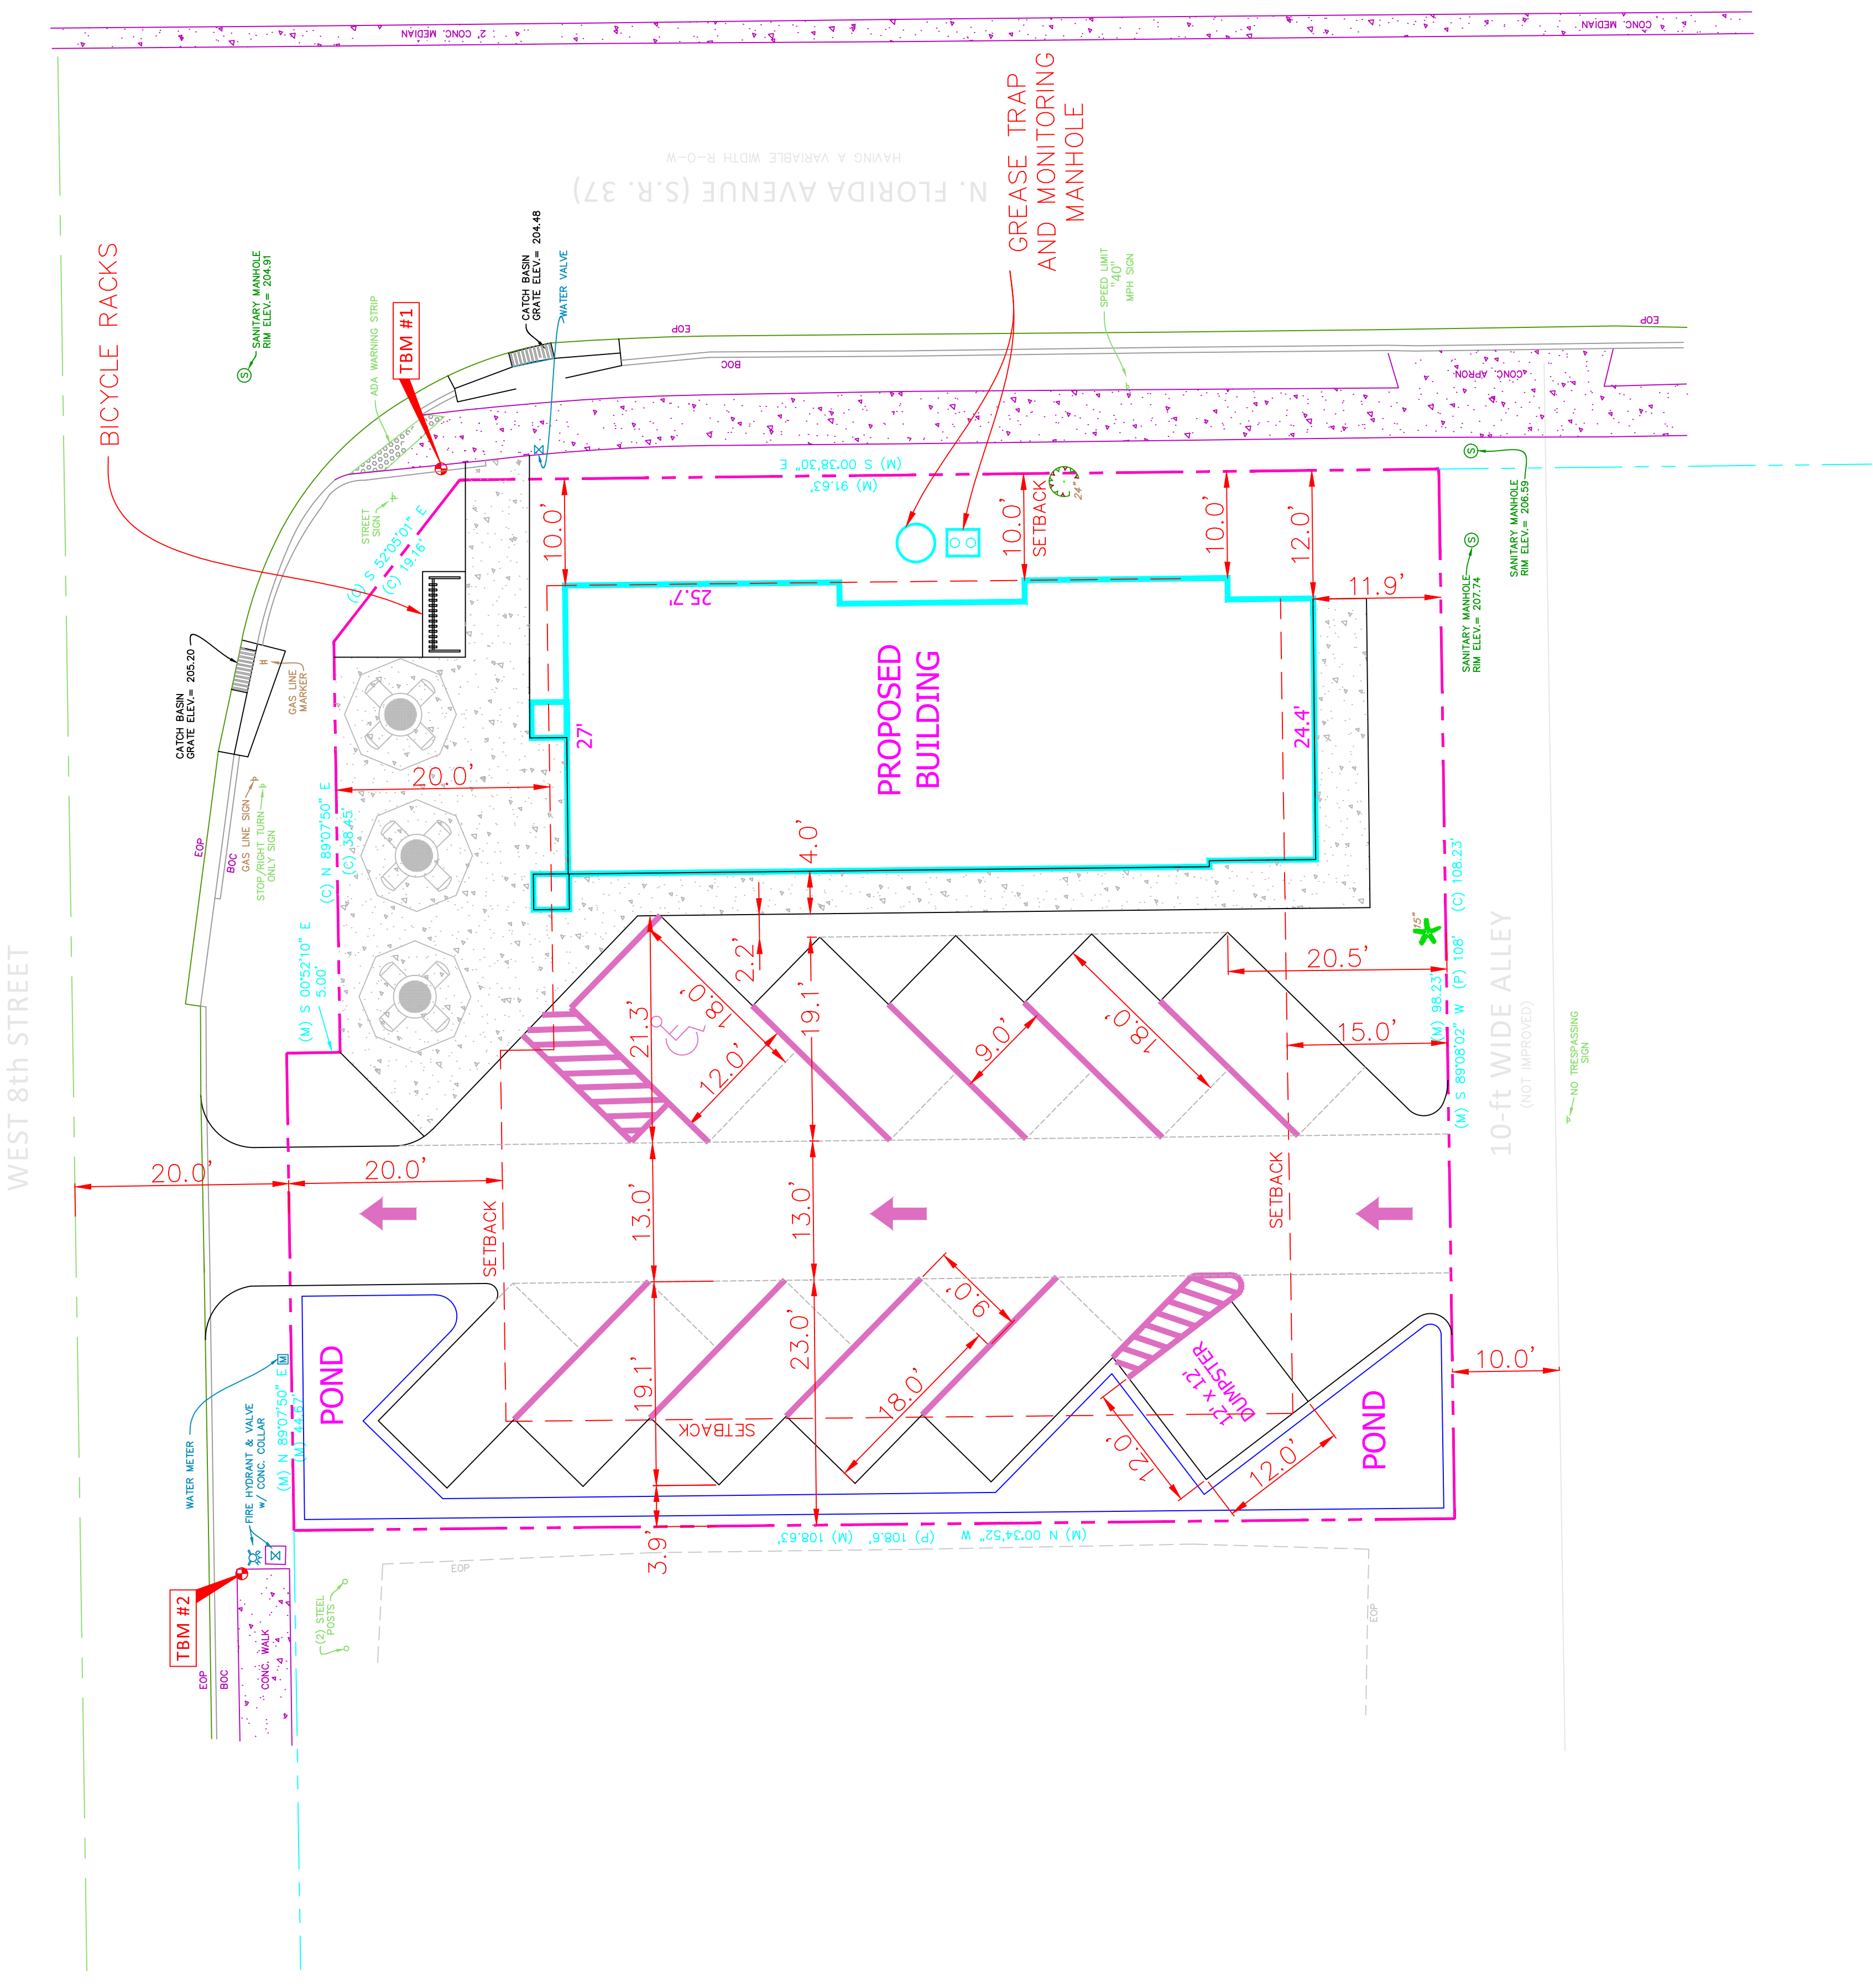 2' CONC. MEDIAN
CONC. MEDIAN
HAVING A VARIABLE WIDTH R-O-W
N. FLORIDA AVENUE (S.R. 37)
GREASE TRAP
AND MONITORING
MANHOLE
BICYCLE RACKS
SANITARY MANHOLE
RIM ELEV.= 204.91
ADA WARNING STRIP
TBM #1
CATCH BASIN
GRATE ELEV.= 204.48
WATER VALVE
SPEED LIMIT
"40"
MPH SIGN
EOP
BOC
EOP
CONC. APRON
STREET
SIGN
(C) S 52°05'01" E
(C) 19.16'
(M) S 00°38'30" E
(M) 91.63'
24"
10.0'
10.0'
SETBACK
10.0'
12.0'
11.9'
SANITARY MANHOLE
RIM ELEV.= 206.59
SANITARY MANHOLE
RIM ELEV.= 207.74
CATCH BASIN
GRATE ELEV.= 205.20
GAS LINE
MARKER
25.7'
27'
PROPOSED
BUILDING
24.4'
20.0'
GAS LINE SIGN
STOP/RIGHT TURN
ONLY SIGN
EOP
BOC
(C) N 89°07'50" E
(C) 38.45'
(M) S 00°52'10" E
5.00'
4.0'
2.2'
18.0'
21.3'
12.0'
19.1'
9.0'
18.0'
20.5'
15.0'
15"
(M) 98.23'
(C) 108.23'
(M) S 89°08'02" W
(P) 108'
10-ft WIDE ALLEY
(NOT IMPROVED)
NO TRESPASSING
SIGN
WEST 8th STREET
20.0'
20.0'
SETBACK
13.0'
13.0'
SETBACK
POND
19.1'
23.0'
9.0'
18.0'
SETBACK
12' x 12'
DUMPSTER
12.0'
12.0'
POND
10.0'
WATER METER
M
FIRE HYDRANT & VALVE
w/ CONC. COLLAR
(M) N 89°07'50" E
(M) 44.67'
3.9'
(M) N 00°34'52" W
(P) 108.6'
(M) 108.63'
TBM #2
(2) STEEL
POSTS
EOP
EOP
EOP
BOC
CONC. WALK
S
S
S